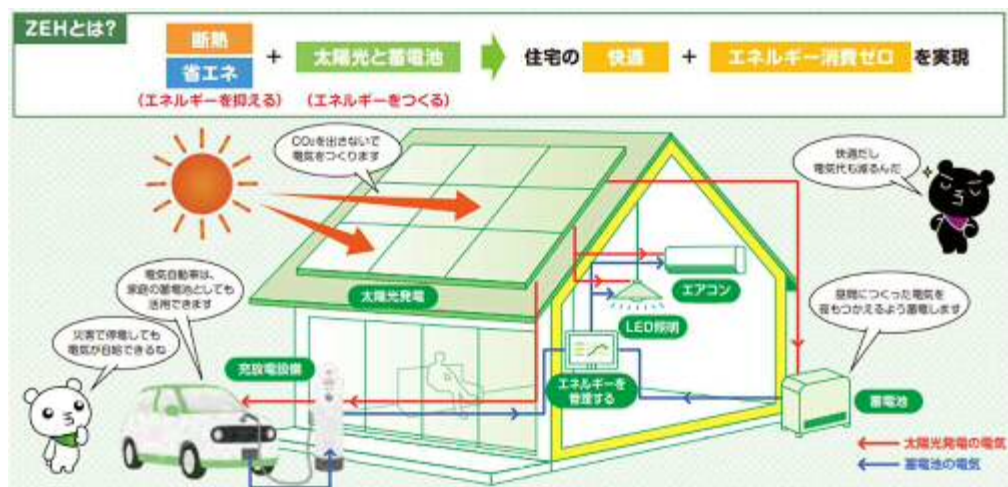 ZEHとは?
断熱
省エネ
+
太陽光と蓄電池
住宅の 快適 + エネルギー消費ゼロ を実現
(エネルギーを抑える)
(エネルギーをつくる)
CO₂を出さないで
電気をつくります
快適だし
電気代も減るんだ
電気自動車は、
家庭の蓄電池としても
活用できます
太陽光発電
エアコン
LED照明
昼間につくった電気を
夜もつかえるよう蓄電します
災害で停電しても
電気が自給できるね
充放電設備
エネルギーを
管理する
蓄電池
太陽光発電の電気
蓄電池の電気